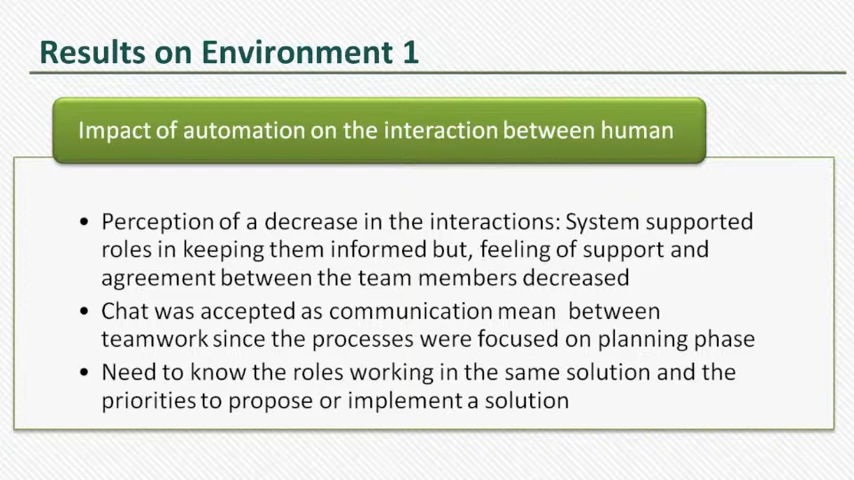 Results on Environment 1
Impact of automation on the interaction between human
• Perception of a decrease in the interactions: System supported
roles in keeping them informed but, feeling of support and
agreement between the team members decreased
• Chat was accepted as communication mean between
teamwork since the processes were focused on planning phase
• Need to know the roles working in the same solution and the
priorities to propose or implement a solution